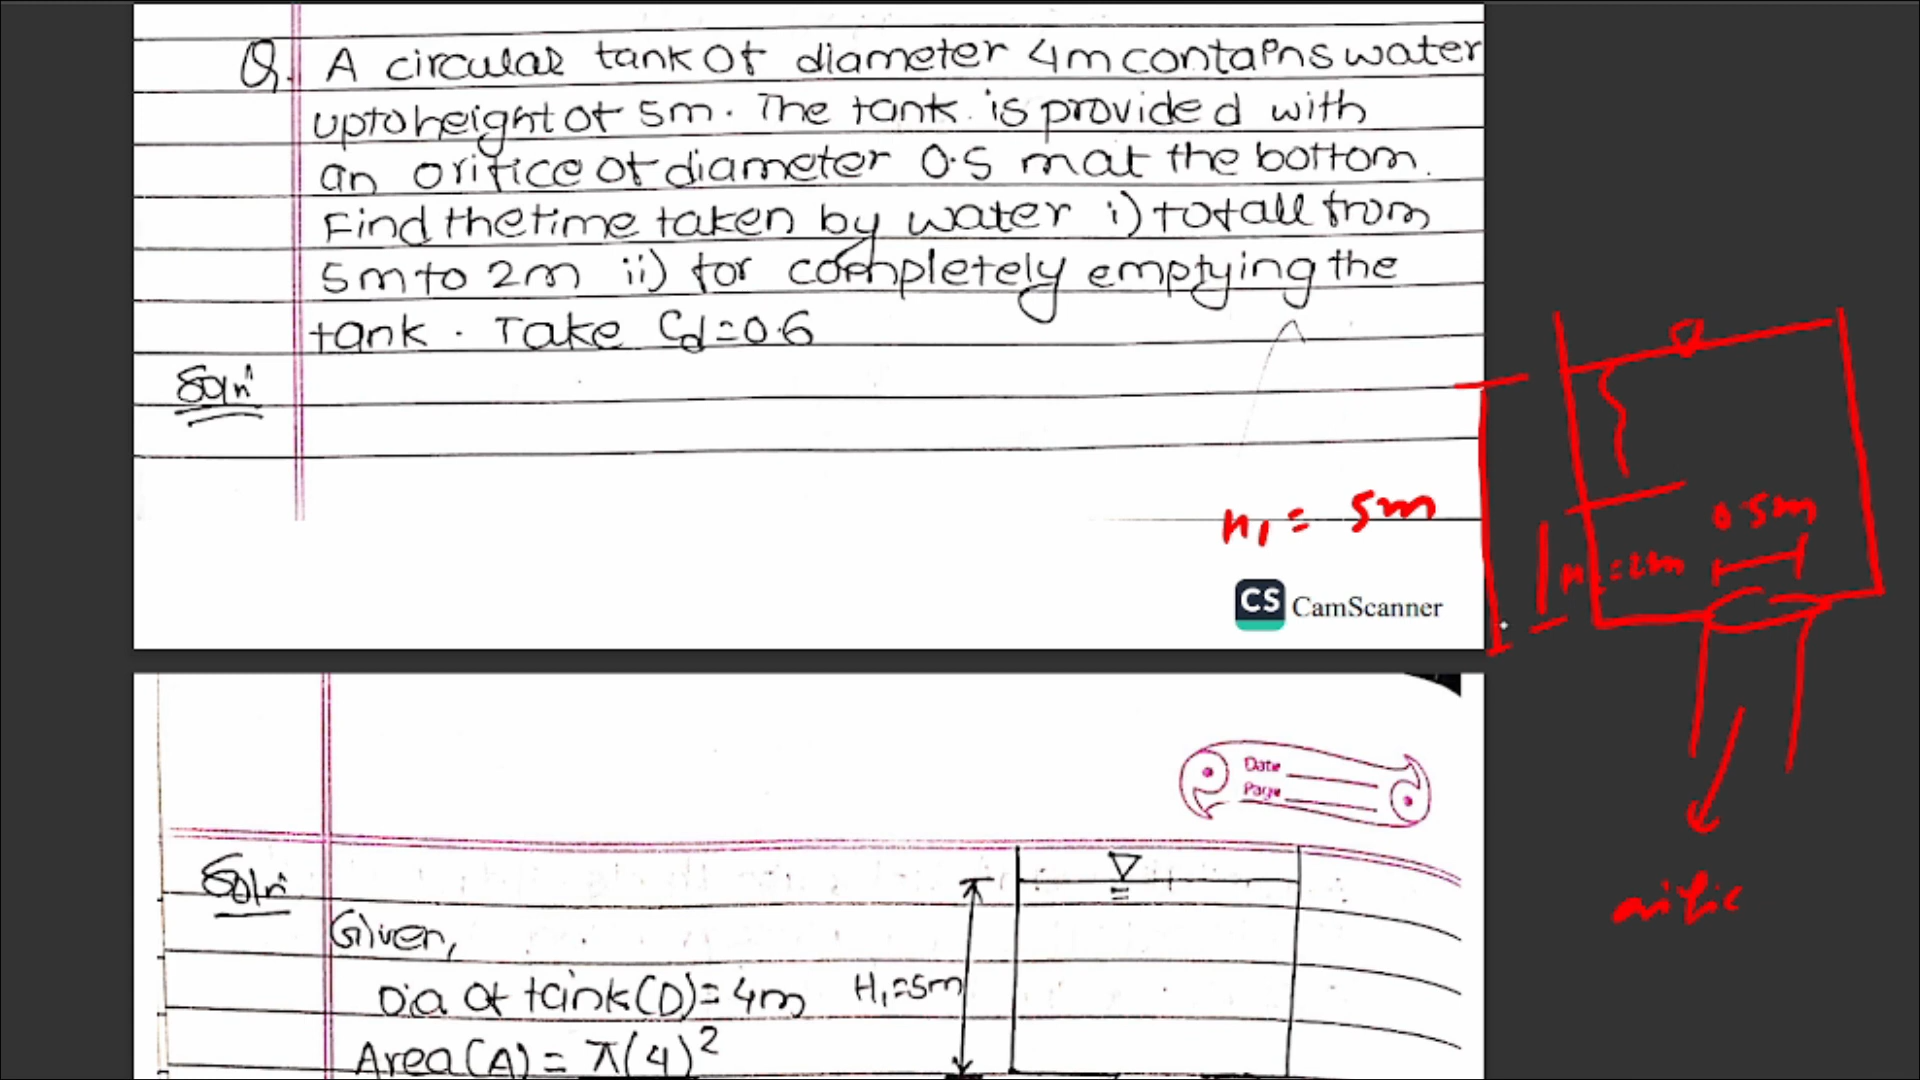 Q. A circular tank of diameter 4m contains water
upto height of 5m. The tank is provided with
an orifice of diameter 0.5 m at the bottom.
Find the time taken by water i) to fall from
5m to 2m ii) for completely emptying the
tank. Take Cd=0.6
Soln
H1 = 5m
0.5m
=2m
CS CamScanner
Date
Page
Soln
Given,
Dia of tank(D)=4m
H1=5m
Area(A) = π(4)2